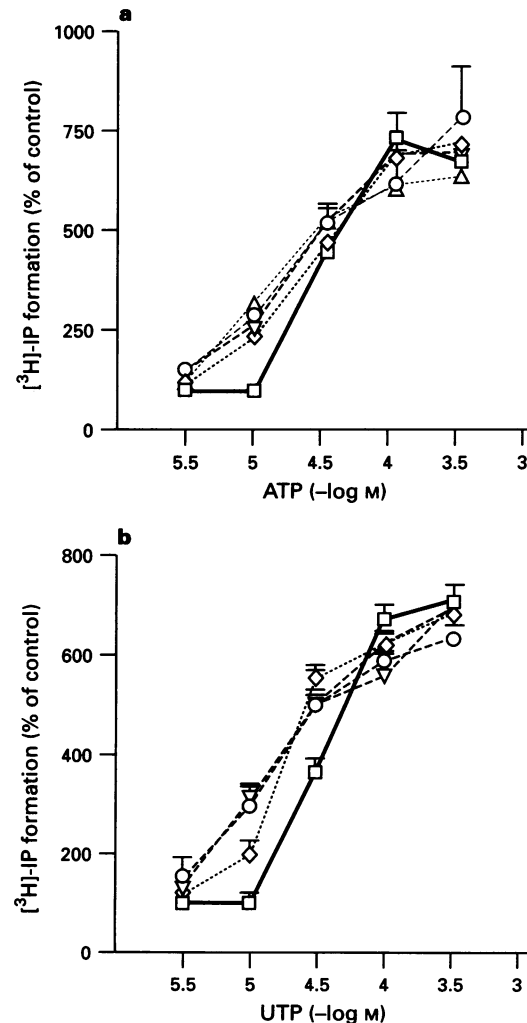 a
[³H]-IP formation (% of control)
1000
750
500
250
0
5.5 5 4.5 4 3.5 3
ATP (–log M)
b
[³H]-IP formation (% of control)
800
600
400
200
0
5.5 5 4.5 4 3.5 3
UTP (–log M)